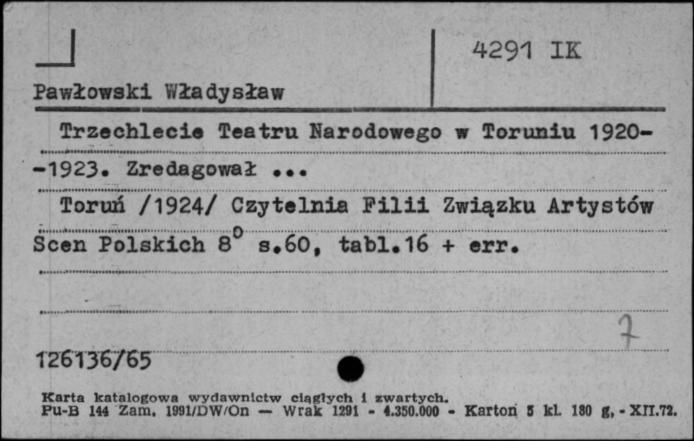 4291 IK
Pawłowski Władysław
Trzechlecie Teatru Narodowego w Toruniu 1920-
-1923. Zredagował ...
Toruń /1924/ Czytelnia Filii Związku Artystów
Scen Polskich 8° s.60, tabl.16 + err.
7
126136/65
Karta katalogowa wydawnictw ciągłych i zwartych.
Pu-B 144 Zam. 1991/DW/On — Wrak 1291 - 4.350.000 - Karton 5 kl. 180 g, - XII.72.